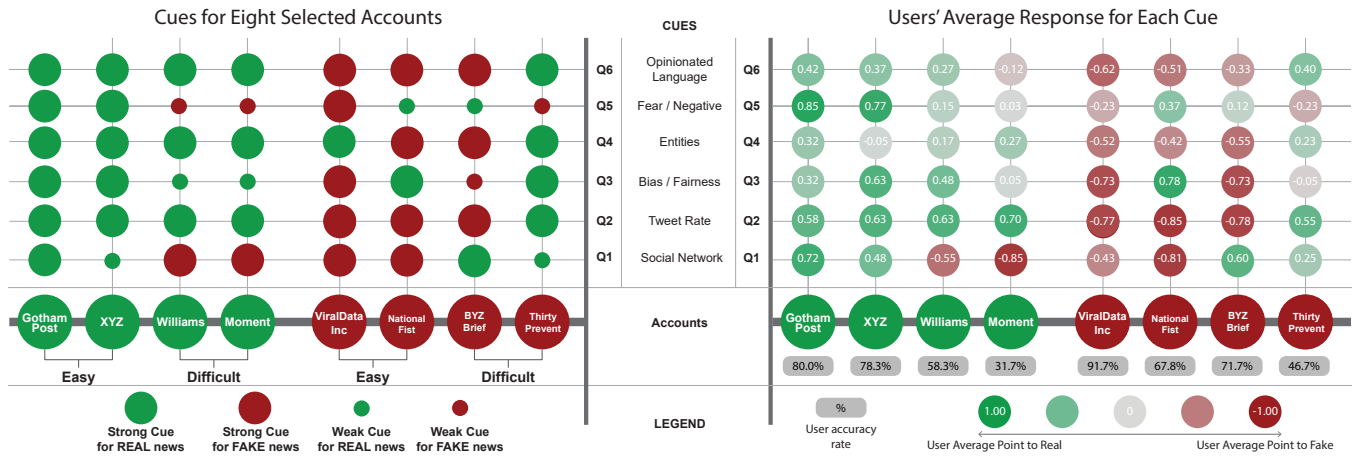 Cues for Eight Selected Accounts
CUES
Users' Average Response for Each Cue
Q6
Opinionated
Language
Q6
0.42 0.37 0.27 -0.12 -0.62 -0.51 -0.33 0.40
Q5
Fear / Negative
Q5
0.85 0.77 0.15 0.03 -0.23 0.37 0.12 -0.23
Q4
Entities
Q4
0.32 -0.05 0.17 0.27 -0.52 -0.42 -0.55 0.23
Q3
Bias / Fairness
Q3
0.32 0.63 0.48 0.05 -0.73 0.78 -0.73 -0.05
Q2
Tweet Rate
Q2
0.58 0.63 0.63 0.70 -0.77 -0.85 -0.78 0.55
Q1
Social Network
Q1
0.72 0.48 -0.55 -0.85 -0.43 -0.81 0.60 0.25
Gotham
Post
XYZ
Williams
Moment
ViralData
Inc
National
Fist
BYZ
Brief
Thirty
Prevent
Accounts
Gotham
Post
XYZ
Williams
Moment
ViralData
Inc
National
Fist
BYZ
Brief
Thirty
Prevent
Easy
Difficult
Easy
Difficult
80.0% 78.3% 58.3% 31.7% 91.7% 67.8% 71.7% 46.7%
Strong Cue
for REAL news
Strong Cue
for FAKE news
Weak Cue
for REAL news
Weak Cue
for FAKE news
LEGEND
%
User accuracy
rate
1.00
0
-1.00
User Average Point to Real
User Average Point to Fake